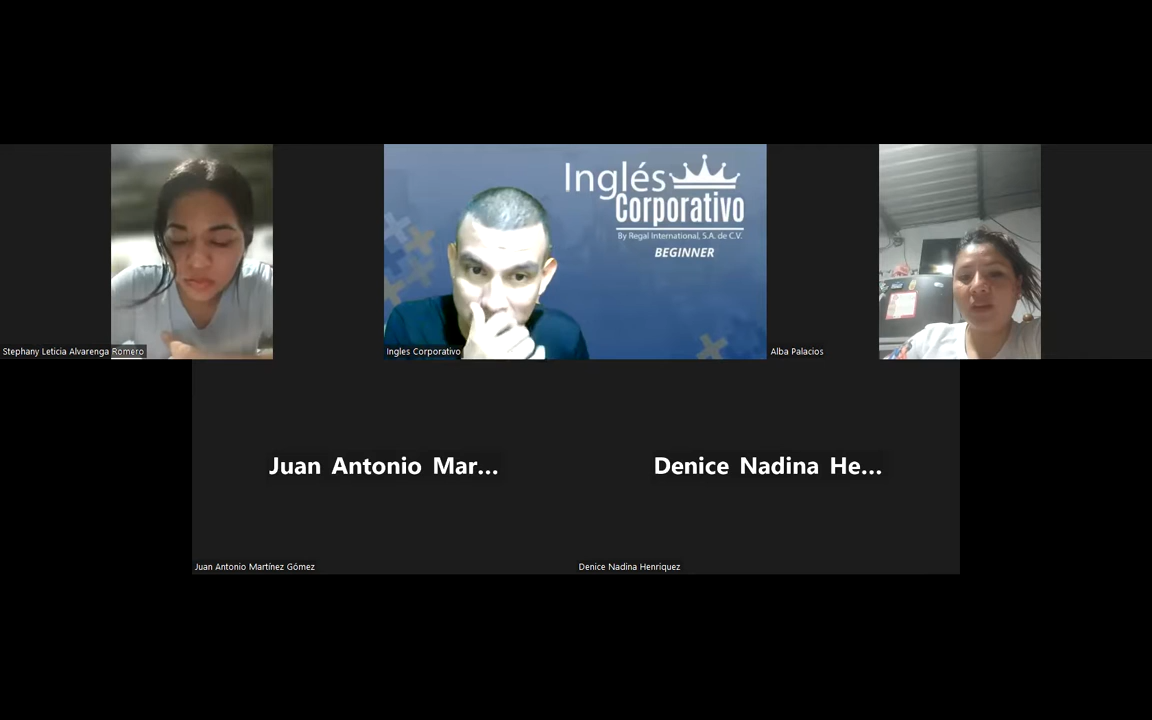 Inglés
Corporativo
By Regal International, S.A. de C.V.
BEGINNER
Stephany Leticia Alvarenga Romero
Ingles Corporativo
Alba Palacios
Juan Antonio Mar...
Denice Nadina He...
Juan Antonio Martínez Gómez
Denice Nadina Henriquez